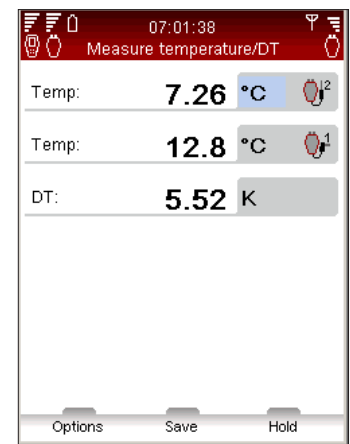 07:01:38
Measure temperature/DT
Temp: 7.26 °C 2
Temp: 12.8 °C 1
DT: 5.52 K
Options Save Hold